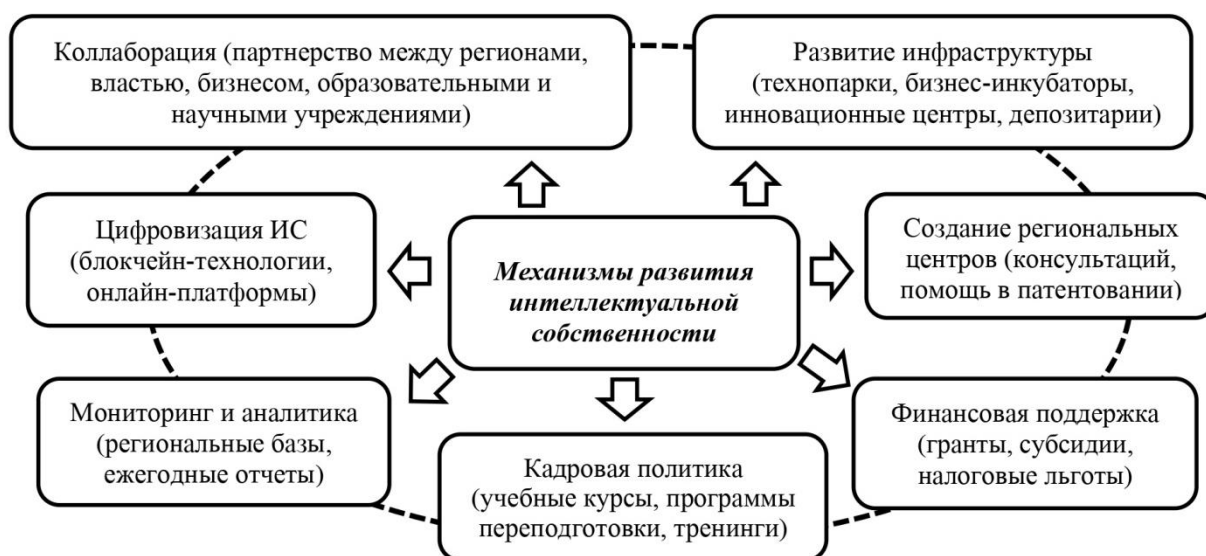 Коллаборация (партнерство между регионами,
властью, бизнесом, образовательными и
научными учреждениями)
Развитие инфраструктуры
(технопарки, бизнес-инкубаторы,
инновационные центры, депозитарии)
Цифровизация ИС
(блокчейн-технологии,
онлайн-платформы)
Механизмы развития
интеллектуальной
собственности
Создание региональных
центров (консультаций,
помощь в патентовании)
Мониторинг и аналитика
(региональные базы,
ежегодные отчеты)
Кадровая политика
(учебные курсы, программы
переподготовки, тренинги)
Финансовая поддержка
(гранты, субсидии,
налоговые льготы)